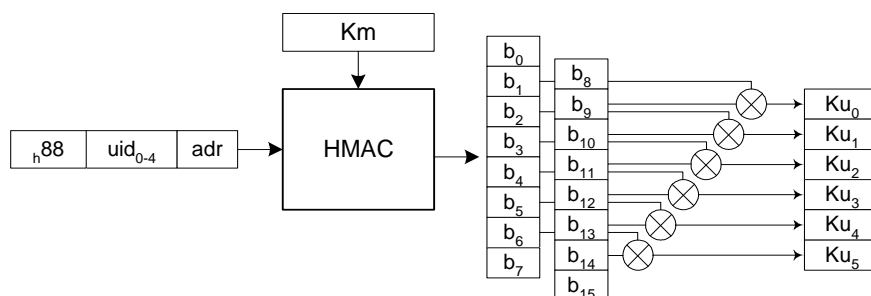 Km
ₕ88 uid₀₋₄ adr
HMAC
b₀
b₁
b₂
b₃
b₄
b₅
b₆
b₇
b₈
b₉
b₁₀
b₁₁
b₁₂
b₁₃
b₁₄
b₁₅
Ku₀
Ku₁
Ku₂
Ku₃
Ku₄
Ku₅